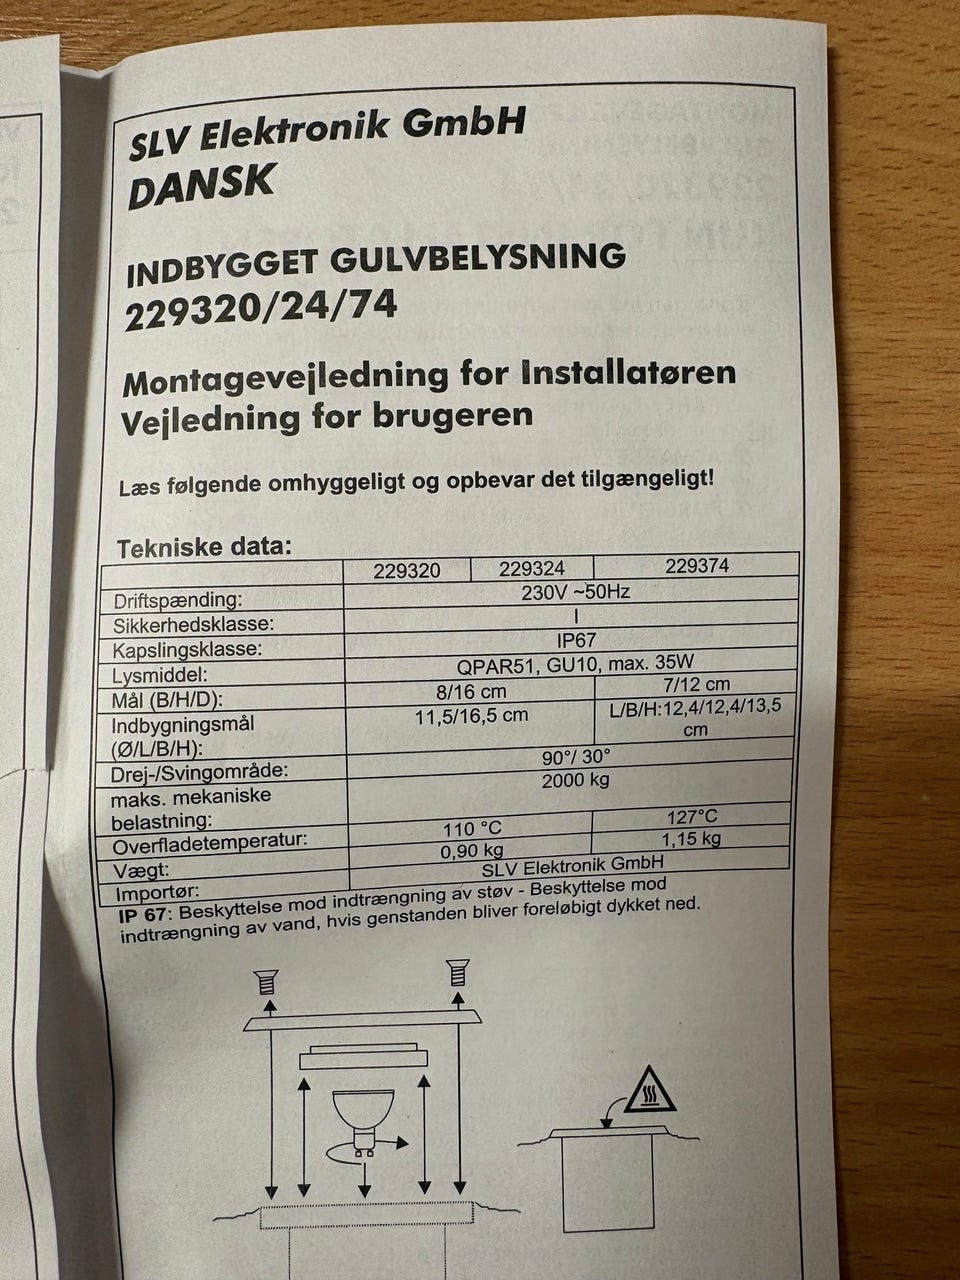 SLV Elektronik GmbH
DANSK
INDBYGGET GULVBELYSNING
229320/24/74
Montagevejledning for Installatøren
Vejledning for brugeren
Læs følgende omhyggeligt og opbevar det tilgængeligt!
Tekniske data:
229320 229324 229374
Driftspænding: 230V ~50Hz
Sikkerhedsklasse: I
Kapslingsklasse: IP67
Lysmiddel: QPAR51, GU10, max. 35W
Mål (B/H/D): 8/16 cm 7/12 cm
Indbygningsmål 11,5/16,5 cm L/B/H:12,4/12,4/13,5
(Ø/L/B/H): cm
Drej-/Svingområde: 90°/ 30°
maks. mekaniske 2000 kg
belastning:
Overfladetemperatur: 110 °C 127°C
Vægt: 0,90 kg 1,15 kg
Importør: SLV Elektronik GmbH
IP 67: Beskyttelse mod indtrængning av støv - Beskyttelse mod
indtrængning av vand, hvis genstanden bliver foreløbigt dykket ned.